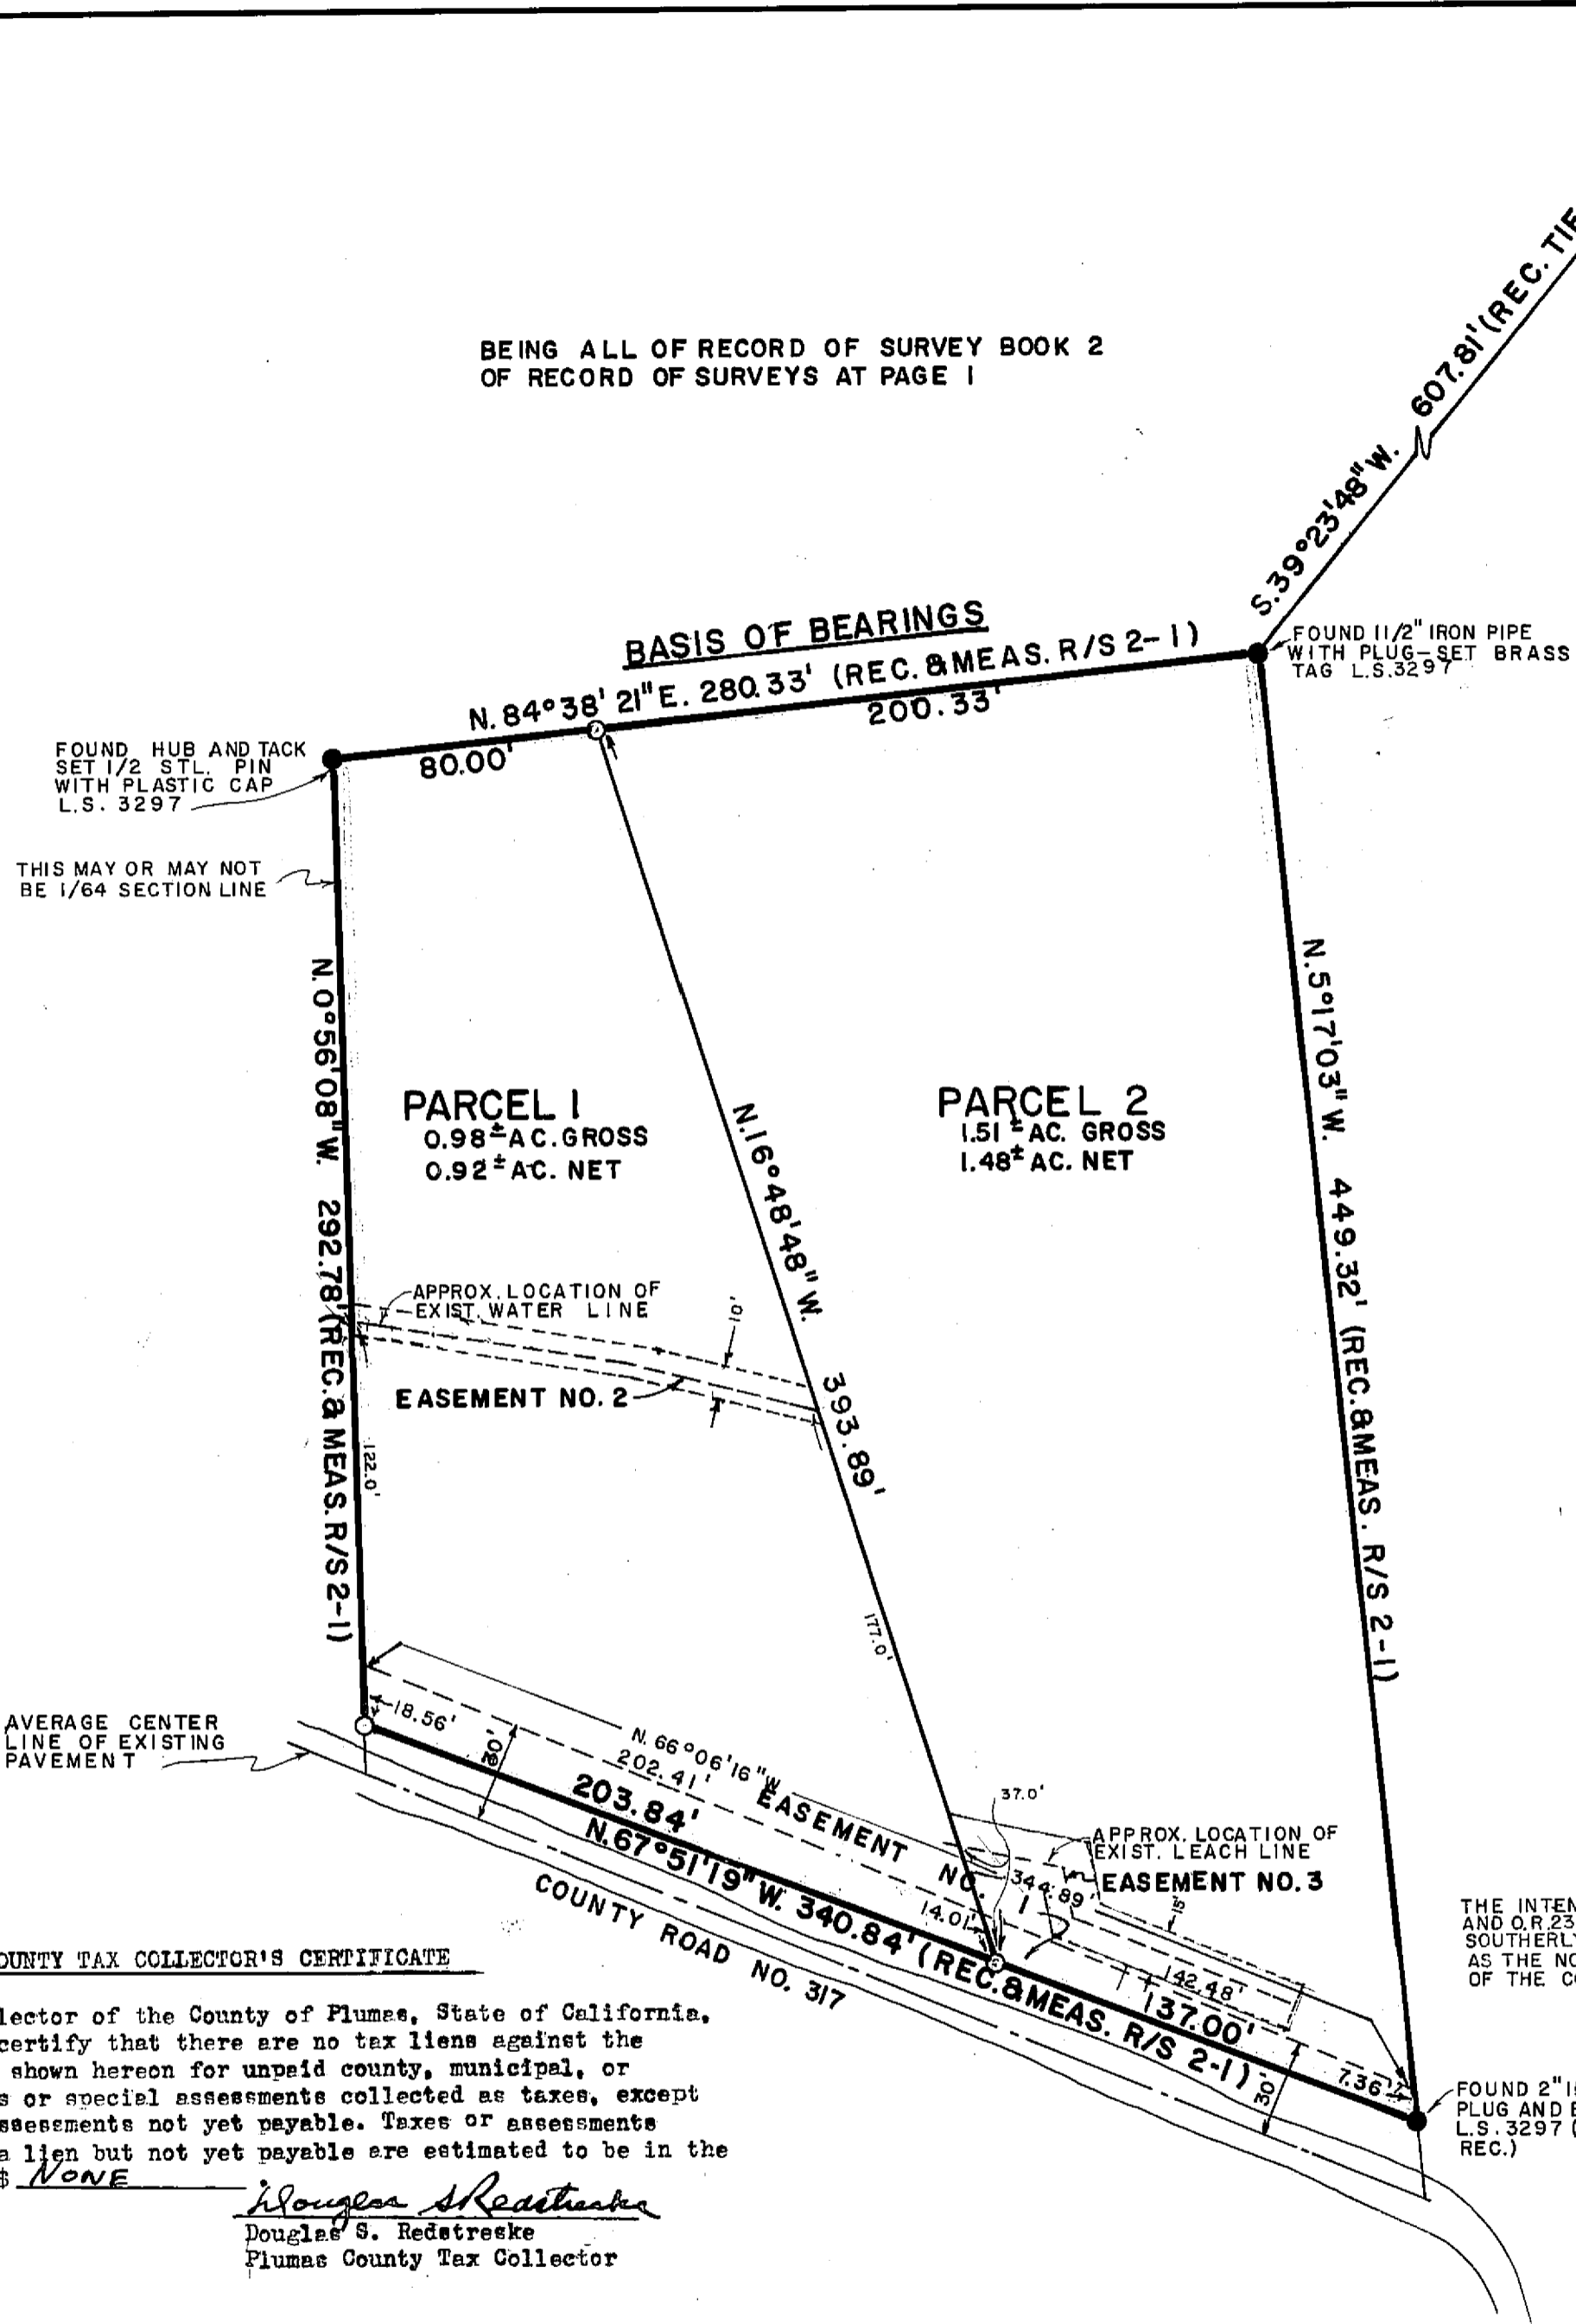 BEING ALL OF RECORD OF SURVEY BOOK 2
OF RECORD OF SURVEYS AT PAGE 1
607.81' (REC. TIE
S.39°23'48"W.
FOUND 1 1/2" IRON PIPE
WITH PLUG-SET BRASS
TAG L.S.3297
BASIS OF BEARINGS
N.84°38'21"E. 280.33' (REC.&MEAS. R/S 2-1)
200.33'
80.00'
FOUND HUB AND TACK
SET 1/2 STL. PIN
WITH PLASTIC CAP
L.S. 3297
THIS MAY OR MAY NOT
BE 1/64 SECTION LINE
N.0°56'08"W. 292.78' (REC.& MEAS. R/S 2-1)
N.5°17'03"W. 449.32' (REC.&MEAS. R/S 2-1)
PARCEL 1
0.98± AC. GROSS
0.92± AC. NET
PARCEL 2
1.51± AC. GROSS
1.48± AC. NET
N.16°48'48"W. 393.89'
APPROX. LOCATION OF
EXIST. WATER LINE
10'
EASEMENT NO. 2
122.0'
177.0'
AVERAGE CENTER
LINE OF EXISTING
PAVEMENT
18.56'
30'
N. 66°06'16"W
202.41'
344.89'
203.84'
EASEMENT NO. 1
37.0'
APPROX. LOCATION OF
EXIST. LEACH LINE
EASEMENT NO. 3
15'
14.01'
N.67°51'19"W. 340.84' (REC.&MEAS. R/S 2-1)
142.48'
137.00'
7.36'
30'
COUNTY ROAD NO. 317
THE INTEN
AND O.R.23
SOUTHERLY
AS THE NO
OF THE CO
FOUND 2" I
PLUG AND B
L.S. 3297 (
REC.)
OUNTY TAX COLLECTOR'S CERTIFICATE
lector of the County of Plumas, State of California,
certify that there are no tax liens against the
shown hereon for unpaid county, municipal, or
s or special assessments collected as taxes, except
ssessments not yet payable. Taxes or assessments
a lien but not yet payable are estimated to be in the
$ NONE
Douglas S Redstreske
Douglas S. Redstreske
Plumas County Tax Collector